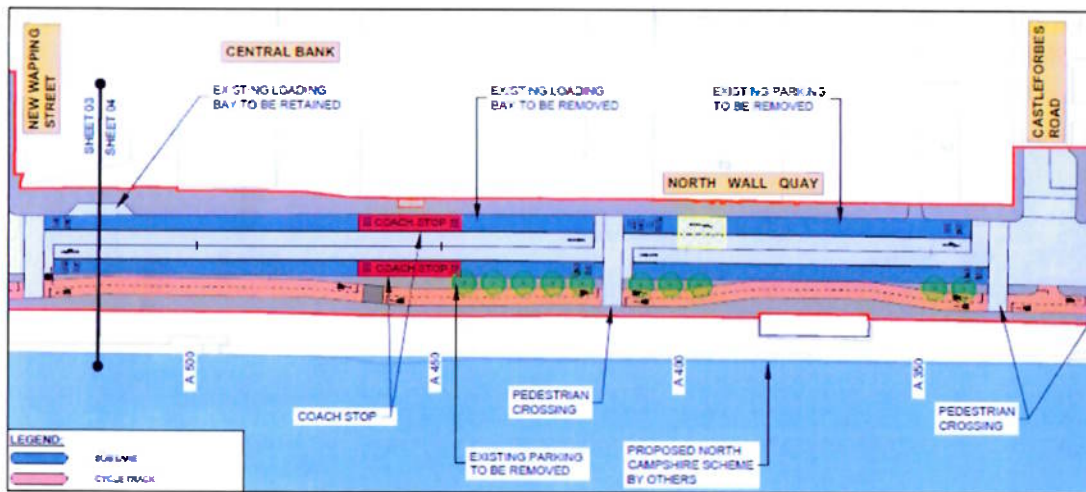 NEW WAPPING
STREET
SHEET 03
SHEET 04
CENTRAL BANK
EXISTING LOADING
BAY TO BE RETAINED
EXISTING LOADING
BAY TO BE REMOVED
EXISTING PARKING
TO BE REMOVED
CASTLEFORBES
ROAD
NORTH WALL QUAY
COACH STOP
COACH STOP
A 500
A 450
A 400
A 350
COACH STOP
PEDESTRIAN
CROSSING
PEDESTRIAN
CROSSING
EXISTING PARKING
TO BE REMOVED
PROPOSED NORTH
CAMPSHIRE SCHEME
BY OTHERS
LEGEND:
BUS LANE
CYCLE TRACK